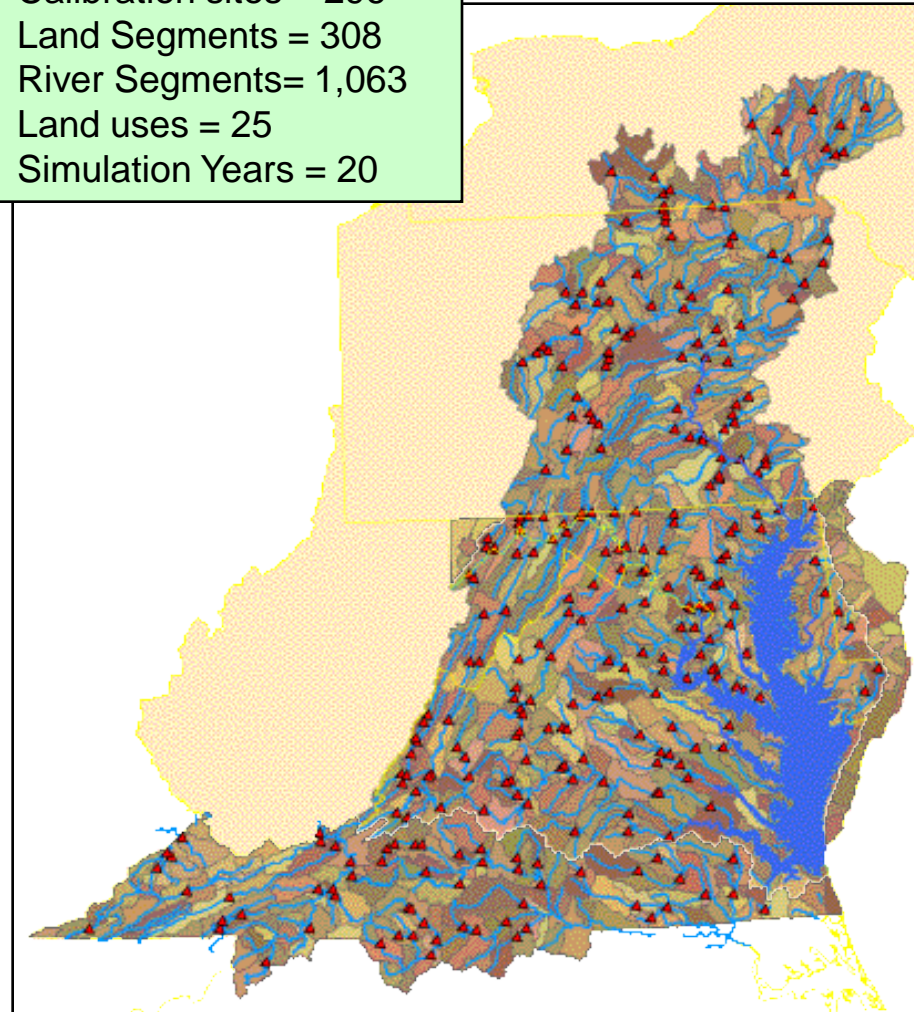 Land Segments = 308
River Segments= 1,063
Land uses = 25
Simulation Years = 20